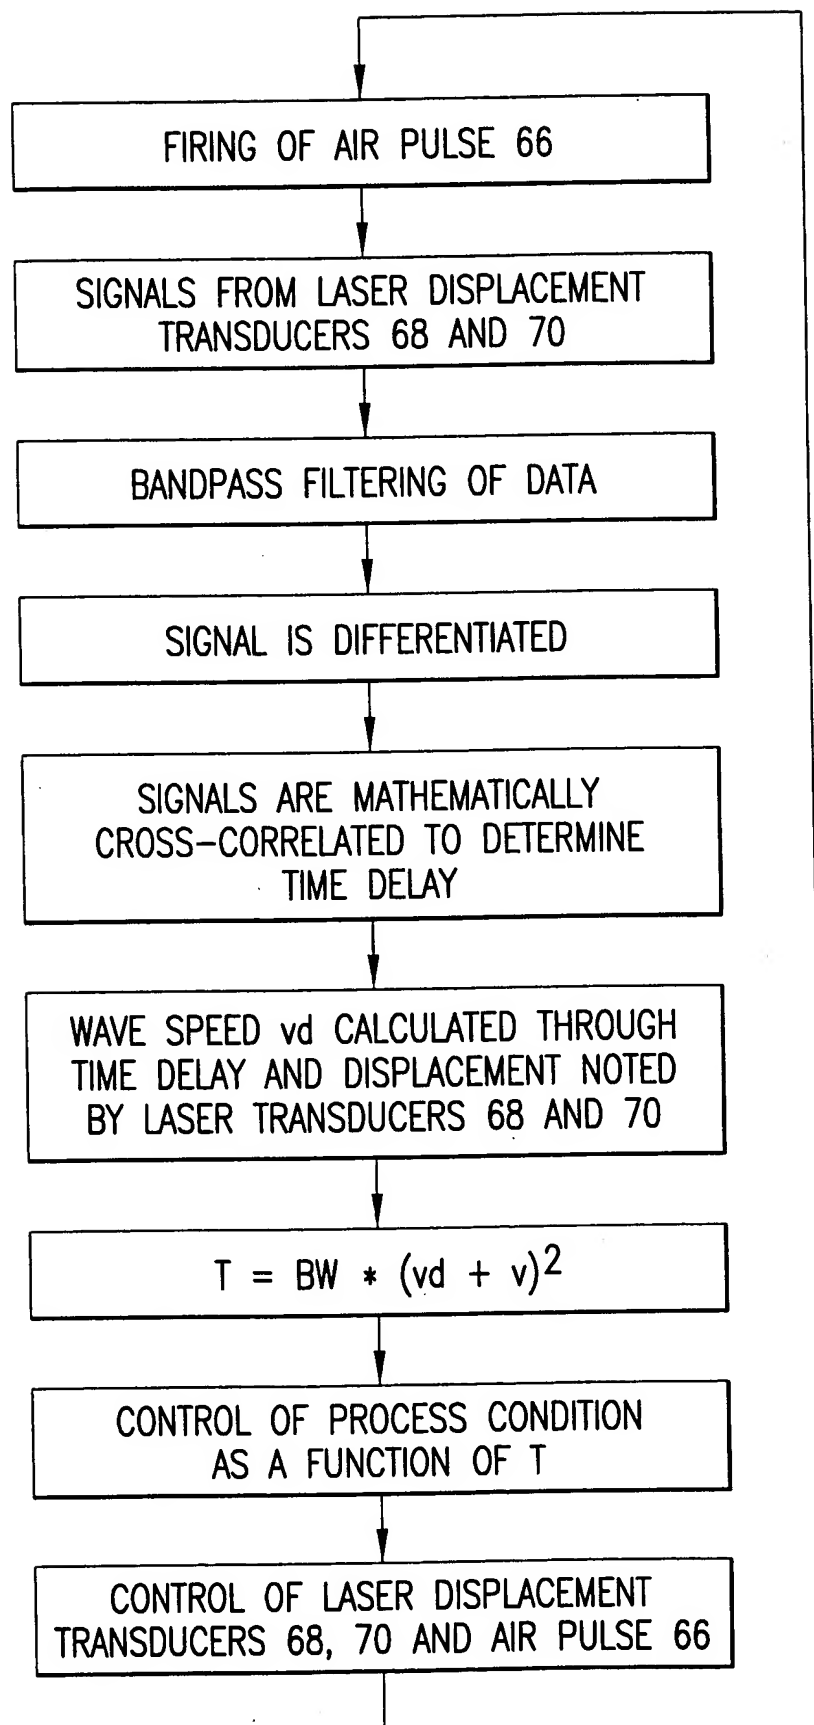 FIRING OF AIR PULSE 66
SIGNALS FROM LASER DISPLACEMENT
TRANSDUCERS 68 AND 70
BANDPASS FILTERING OF DATA
SIGNAL IS DIFFERENTIATED
SIGNALS ARE MATHEMATICALLY
CROSS-CORRELATED TO DETERMINE
TIME DELAY
WAVE SPEED vd CALCULATED THROUGH
TIME DELAY AND DISPLACEMENT NOTED
BY LASER TRANSDUCERS 68 AND 70
T = BW * (vd + v)²
CONTROL OF PROCESS CONDITION
AS A FUNCTION OF T
CONTROL OF LASER DISPLACEMENT
TRANSDUCERS 68, 70 AND AIR PULSE 66